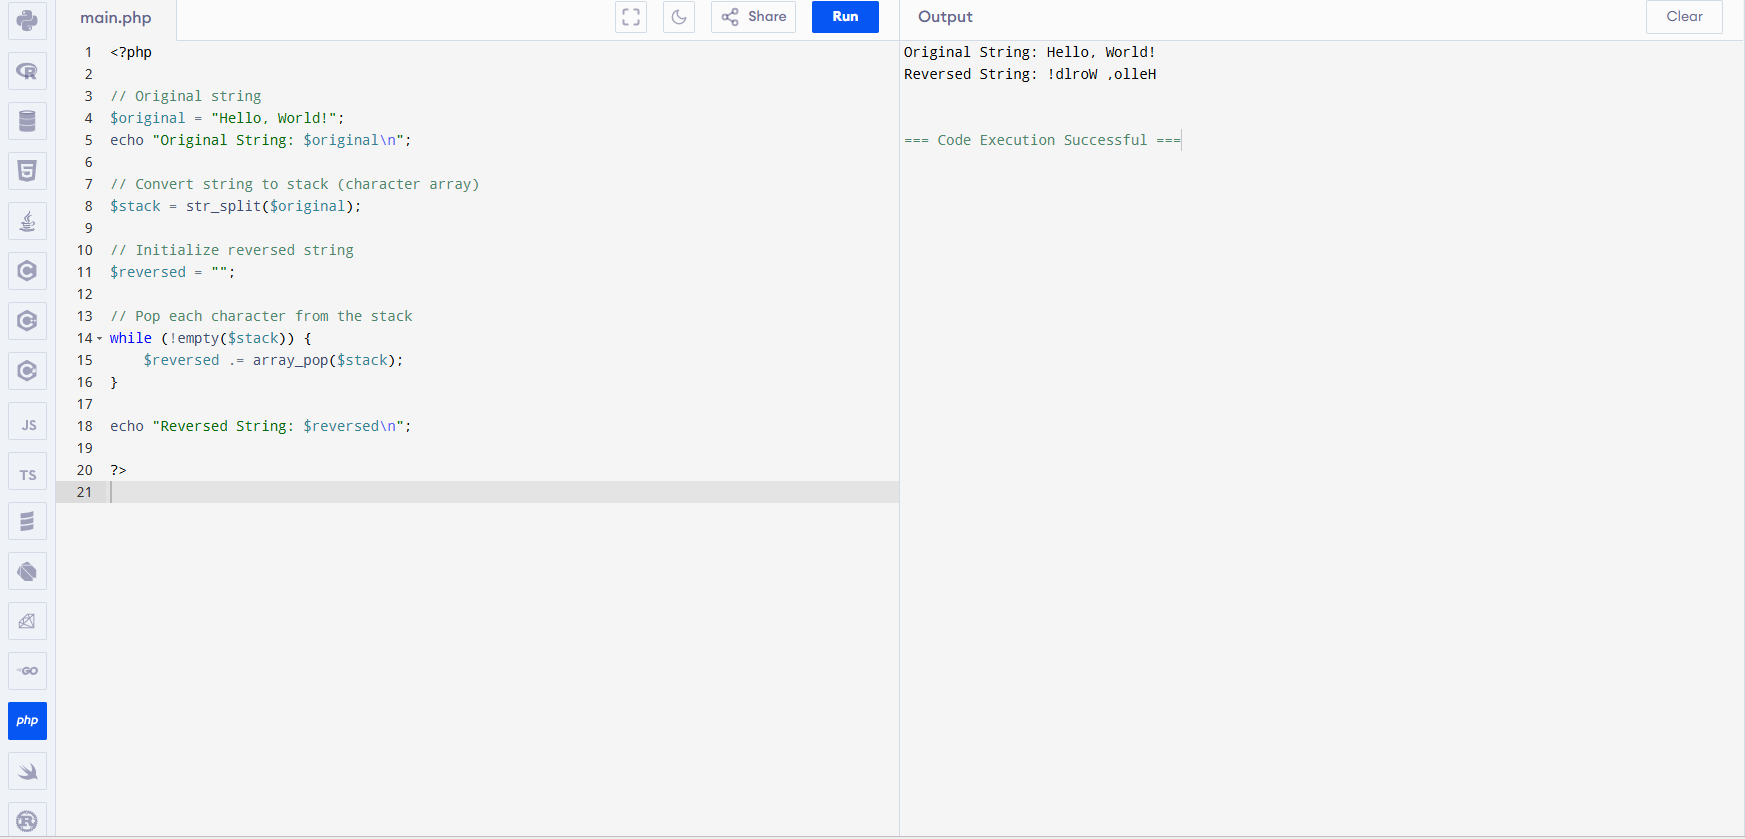 main.php
Share
Run
Output
Clear
1 <?php
2
3 // Original string
4 $original = "Hello, World!";
5 echo "Original String: $original\n";
6
7 // Convert string to stack (character array)
8 $stack = str_split($original);
9
10 // Initialize reversed string
11 $reversed = "";
12
13 // Pop each character from the stack
14 while (!empty($stack)) {
15     $reversed .= array_pop($stack);
16 }
17
18 echo "Reversed String: $reversed\n";
19
20 ?>
21
Original String: Hello, World!
Reversed String: !dlroW ,olleH
=== Code Execution Successful ===
R
5
C
C
C
JS
TS
GO
php
R